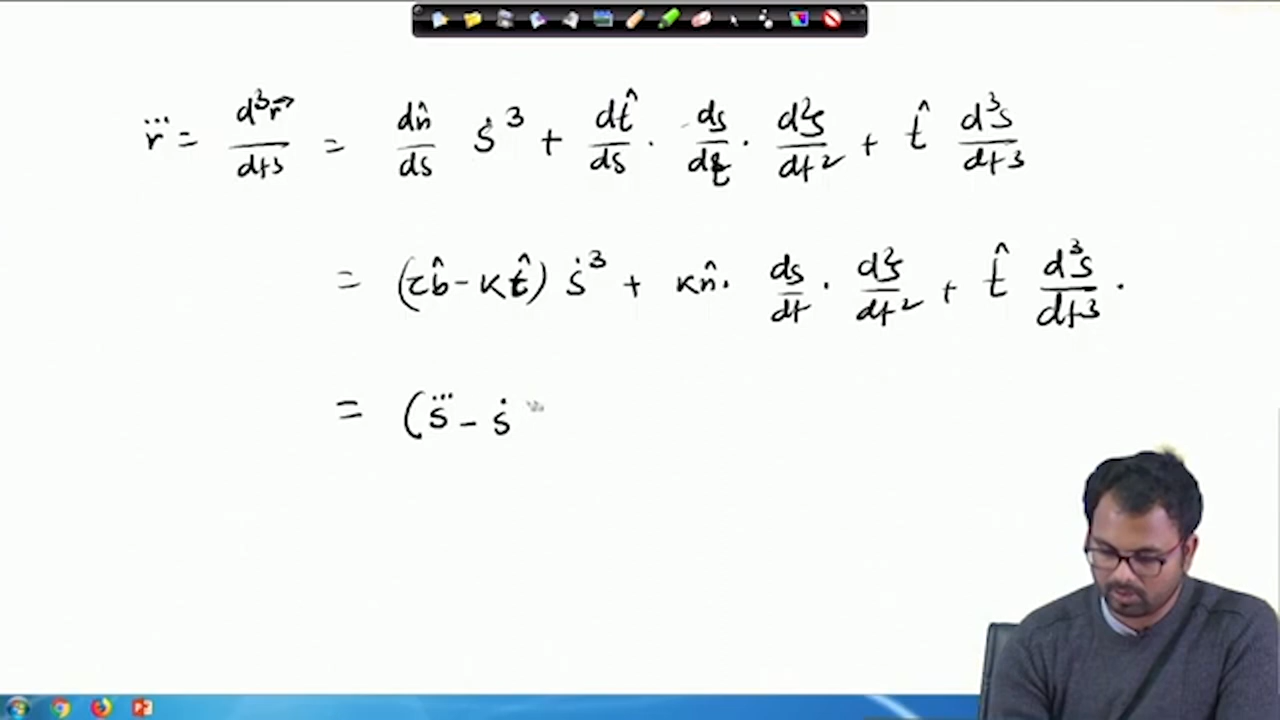 r⃛ = d³r⃗/dt³ = dn̂/ds ṡ³ + dt̂/ds · ds/dt · d²s/dt² + t̂ d³s/dt³
= (τb̂ - κt̂) ṡ³ + κn̂ · ds/dt · d²s/dt² + t̂ d³s/dt³ .
= (s⃛ - ṡ